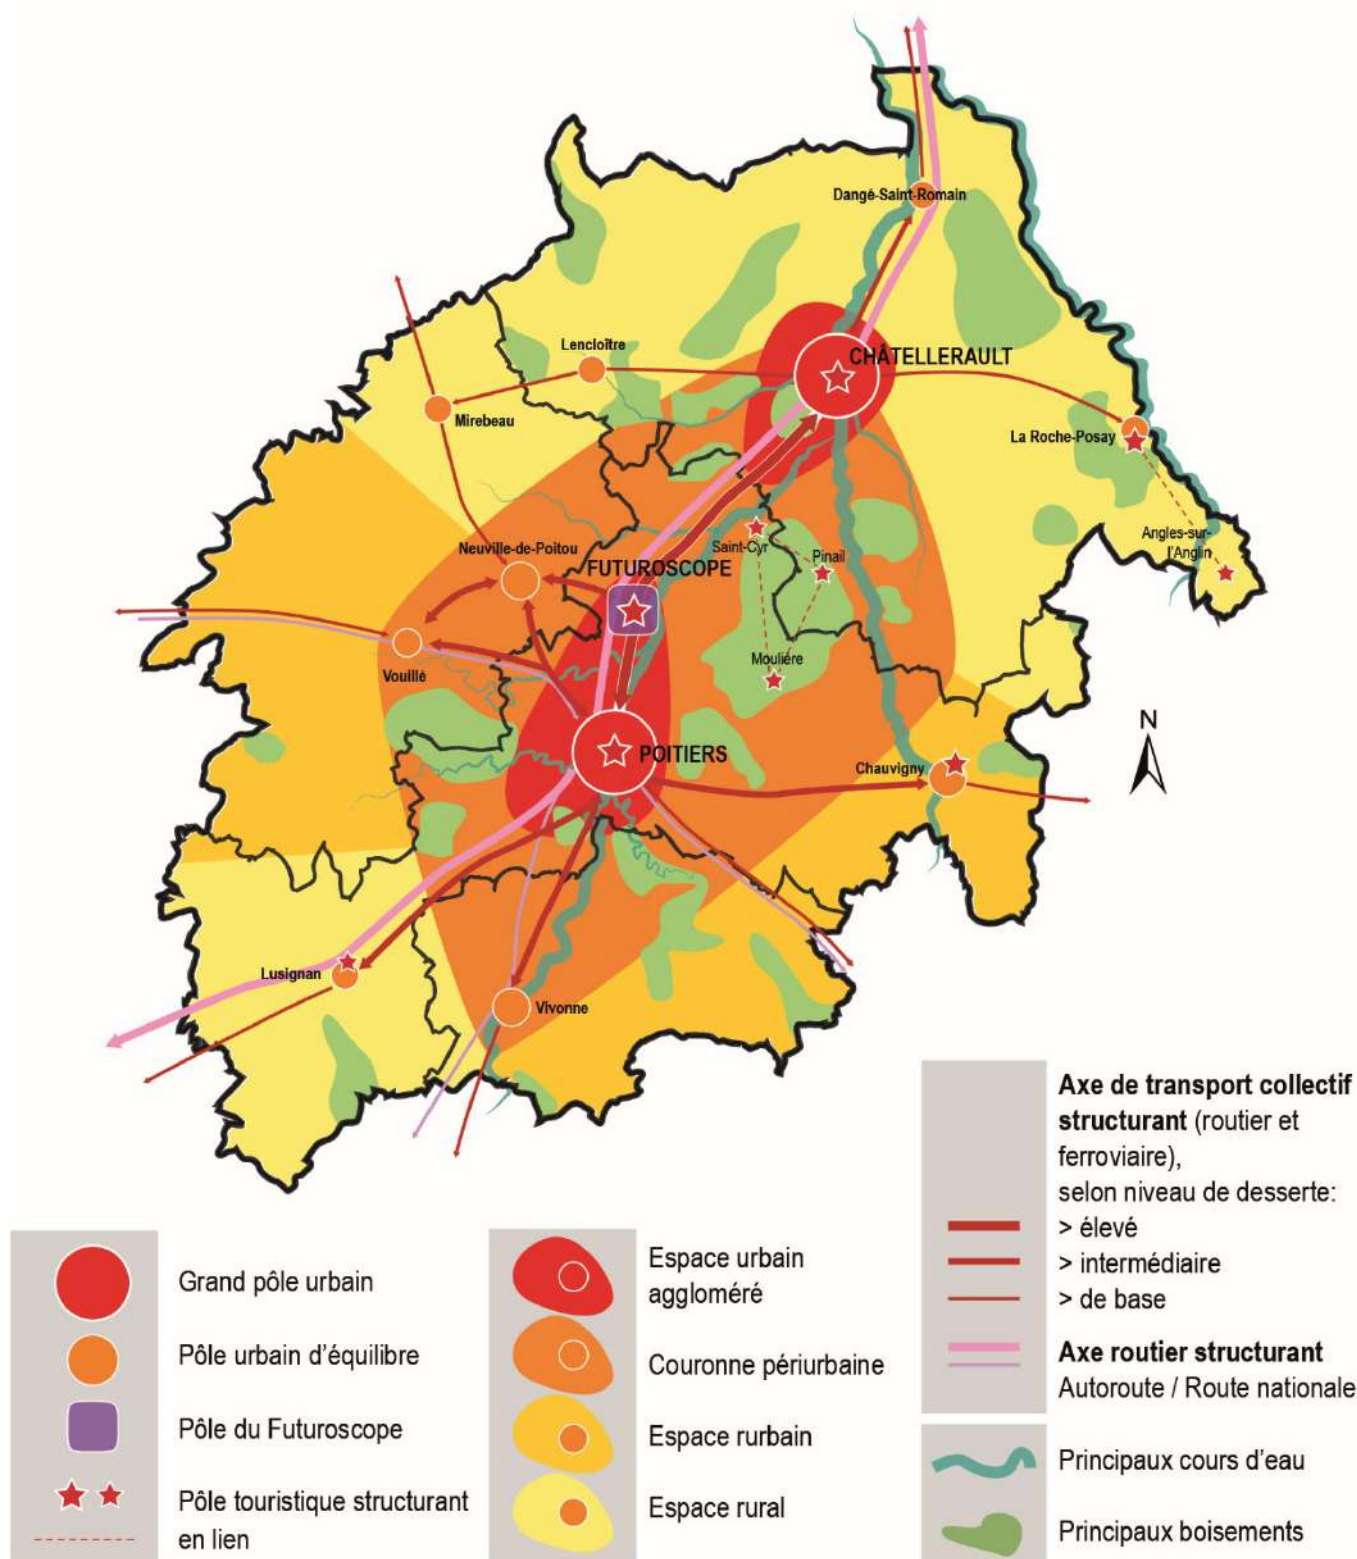 Dangé-Saint-Romain
CHÂTELLERAULT
Lencloître
Mirebeau
La Roche-Posay
Angles-sur-
l'Anglin
Saint-Cyr
Pinail
Neuville-de-Poitou
FUTUROSCOPE
Vouillé
Mouliére
N
POITIERS
Chauvigny
Lusignan
Vivonne
Grand pôle urbain
Pôle urbain d'équilibre
Pôle du Futuroscope
Pôle touristique structurant
en lien
Espace urbain
aggloméré
Couronne périurbaine
Espace rurbain
Espace rural
Axe de transport collectif
structurant (routier et
ferroviaire),
selon niveau de desserte:
> élevé
> intermédiaire
> de base
Axe routier structurant
Autoroute / Route nationale
Principaux cours d'eau
Principaux boisements